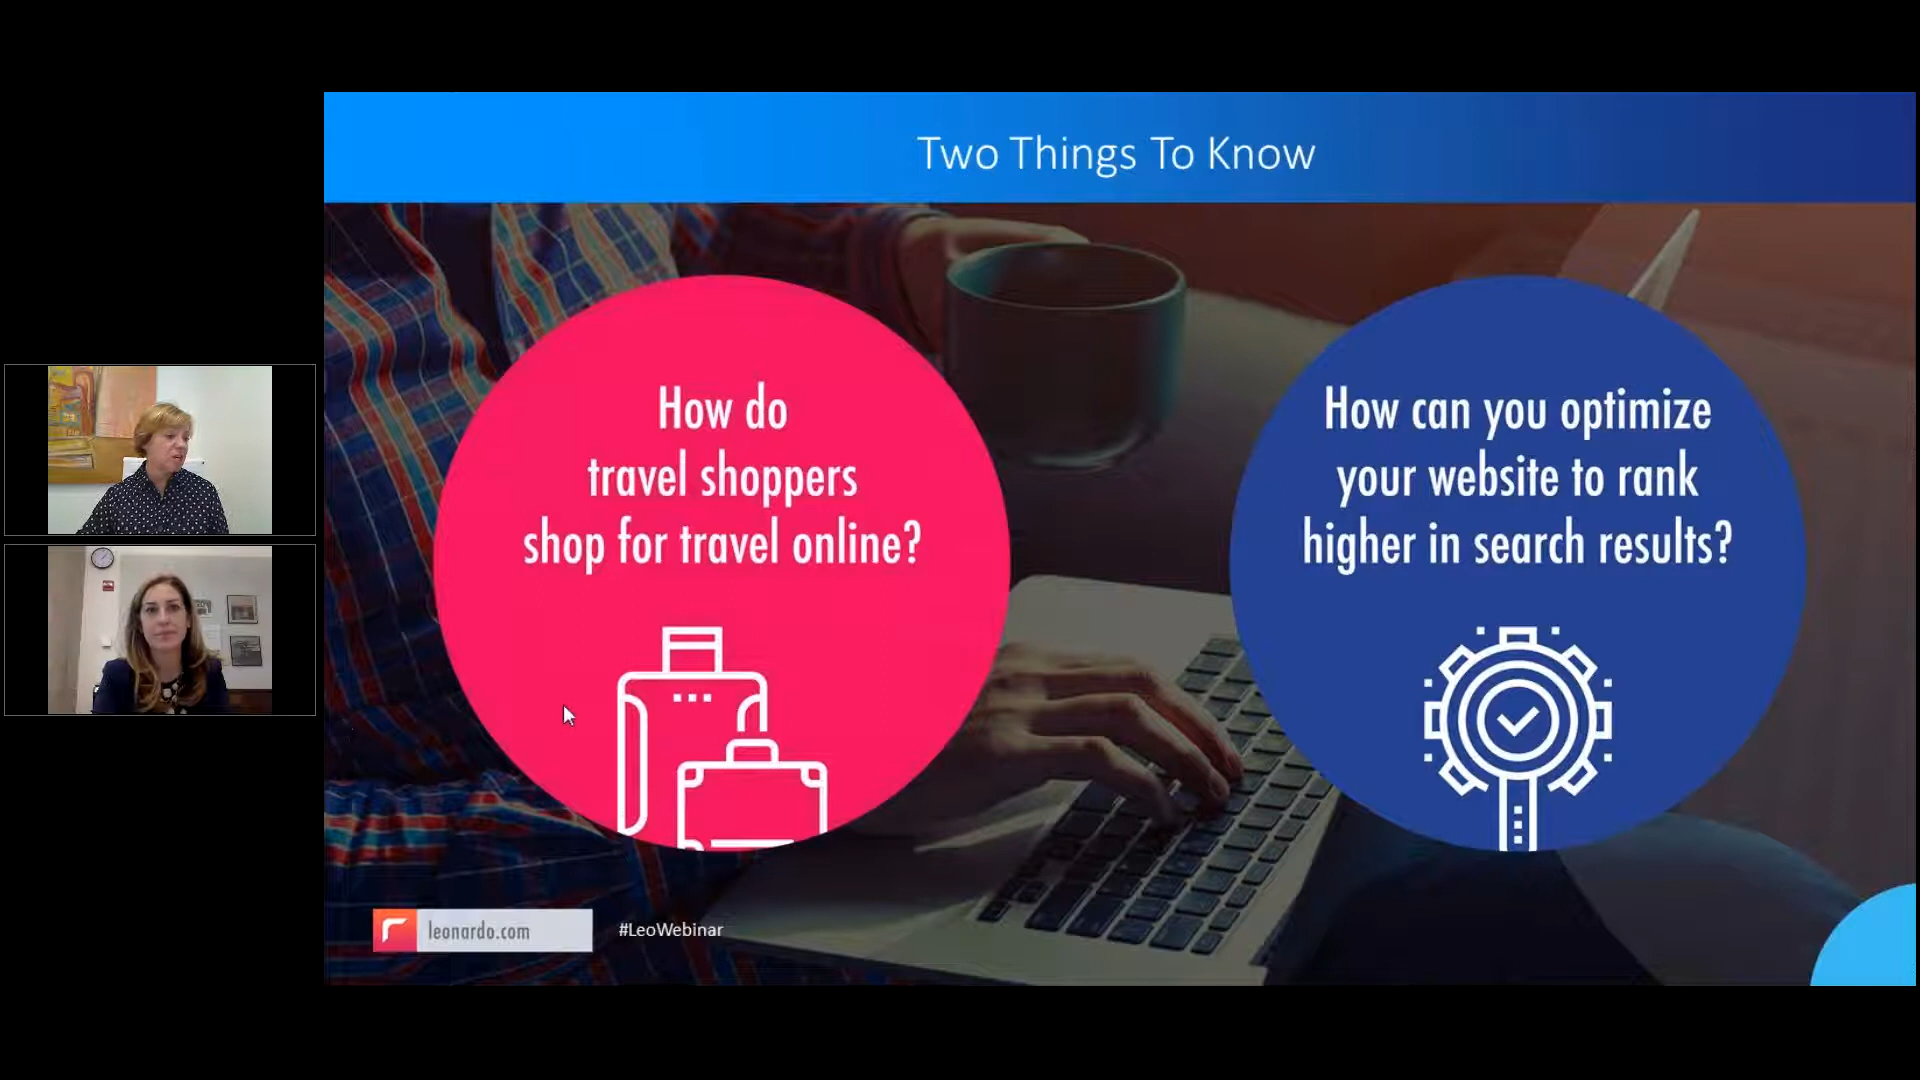 Two Things To Know
How do
travel shoppers
shop for travel online?
How can you optimize
your website to rank
higher in search results?
leonardo.com
#LeoWebinar